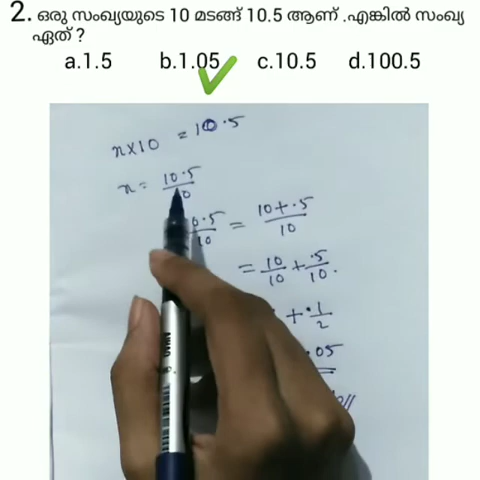 2. ഒരു സംഖ്യയുടെ 10 മടങ്ങ് 10.5 ആണ് .എങ്കിൽ സംഖ്യ
ഏത് ?
a.1.5 b.1.05 c.10.5 d.100.5
n×10 = 10.5
n = 10.5/10
= 10+.5/10
= 10/10 + .5/10.